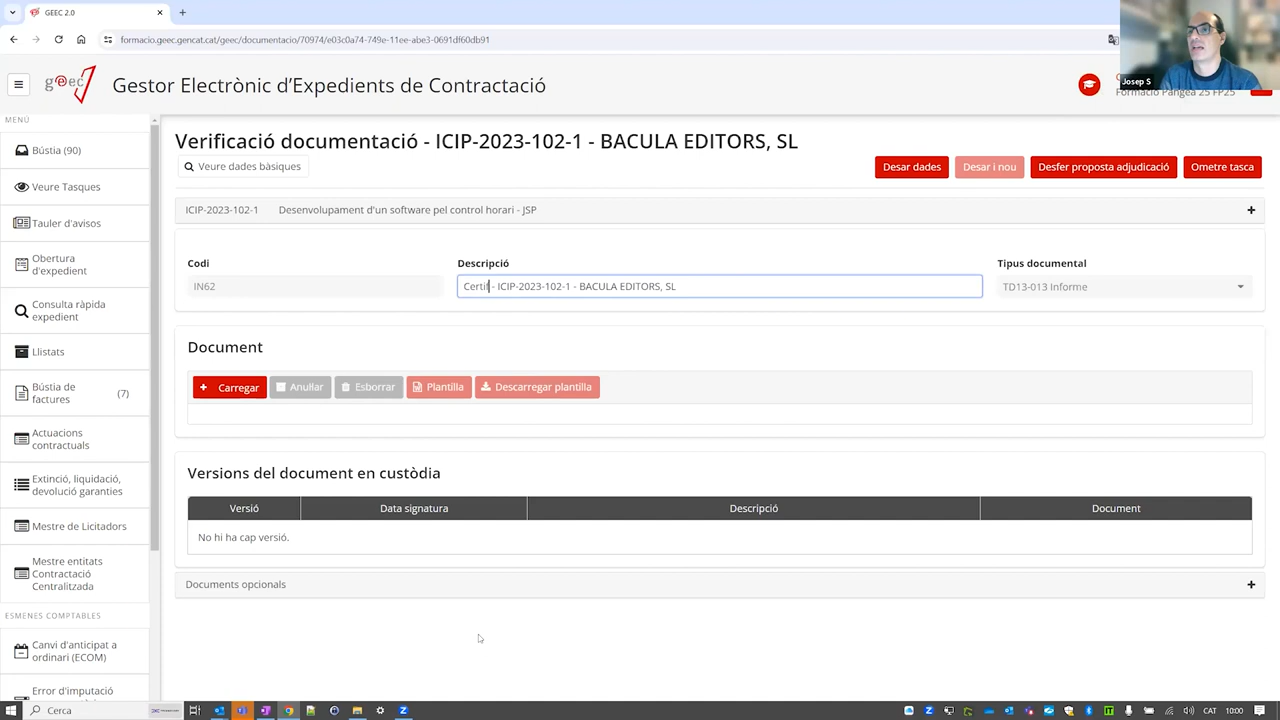 GEEC 2.0
formacio.geec.gencat.cat/geec/documentacio/70974/e03c0a74-749e-11ee-abe3-0691df60db91
Josep S
geec
Gestor Electrònic d'Expedients de Contractació
Formació Pangea 25 FP25
MENÚ
Bústia (90)
Veure Tasques
Tauler d'avisos
Obertura
d'expedient
Consulta ràpida
expedient
Llistats
Bústia de
factures
(7)
Actuacions
contractuals
Extinció, liquidació,
devolució garanties
Mestre de Licitadors
Mestre entitats
Contractació
Centralitzada
ESMENES COMPTABLES
Canvi d'anticipat a
ordinari (ECOM)
Error d'imputació
Verificació documentació - ICIP-2023-102-1 - BACULA EDITORS, SL
Veure dades bàsiques
Desar dades
Desar i nou
Desfer proposta adjudicació
Ometre tasca
ICIP-2023-102-1 Desenvolupament d'un software pel control horari - JSP
Codi
Descripció
Tipus documental
IN62
Certif - ICIP-2023-102-1 - BACULA EDITORS, SL
TD13-013 Informe
Document
Carregar
Anul·lar
Esborrar
Plantilla
Descarregar plantilla
Versions del document en custòdia
Versió
Data signatura
Descripció
Document
No hi ha cap versió.
Documents opcionals
Cerca
CAT
10:00